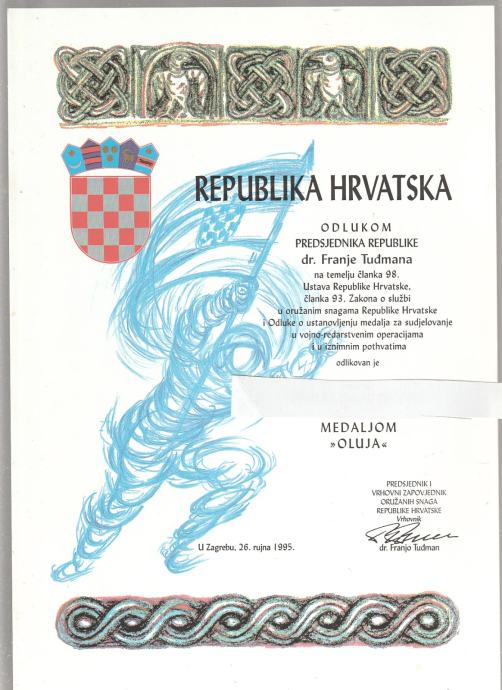 REPUBLIKA HRVATSKA
ODLUKOM
PREDSJEDNIKA REPUBLIKE
dr. Franje Tuđmana
na temelju članka 98.
Ustava Republike Hrvatske,
članka 93. Zakona o službi
u oružanim snagama Republike Hrvatske
i Odluke o ustanovljenju medalja za sudjelovanje
u vojno-redarstvenim operacijama
i u iznimnim pothvatima
odlikovan je
MEDALJOM
»OLUJA«
PREDSJEDNIK I
VRHOVNI ZAPOVJEDNIK
ORUŽANIH SNAGA
REPUBLIKE HRVATSKE
Vrhovnik
dr. Franjo Tuđman
U Zagrebu, 26. rujna 1995.